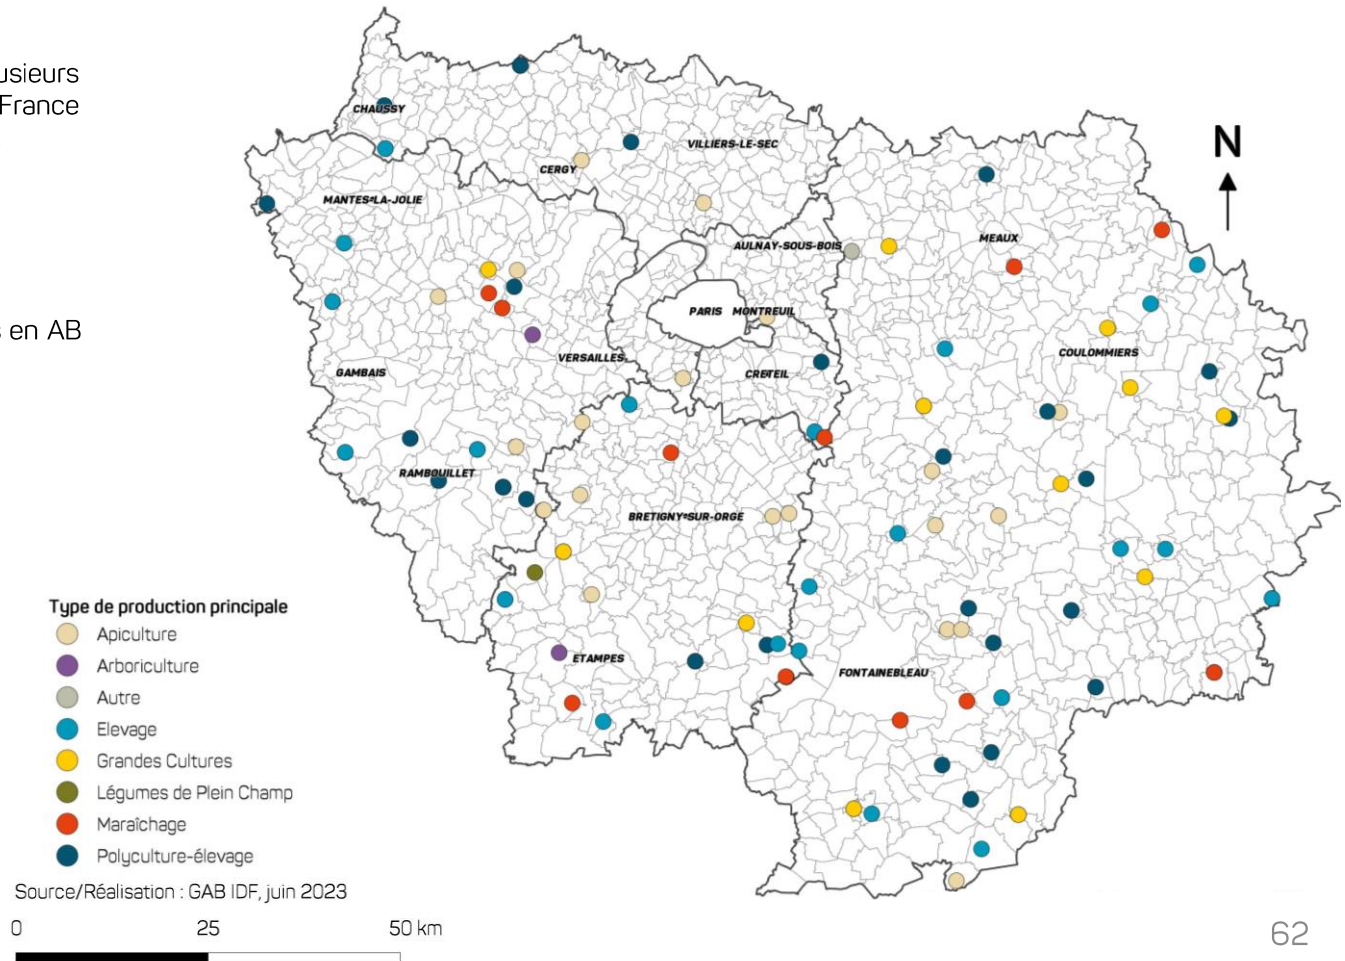 usieurs
France
s en AB
CHAUSSY
VILLIERS-LE-SEC
CERGY
MANTES-LA-JOLIE
N
AULNAY-SOUS-BOIS
MEAUX
PARIS MONTREUIL
VERSAILLES
CRETEIL
COULOMMIERS
GAMBAIS
RAMBOUILLET
BRETIGNY-SUR-ORGE
ETAMPES
FONTAINEBLEAU
Type de production principale
Apiculture
Arboriculture
Autre
Elevage
Grandes Cultures
Légumes de Plein Champ
Maraîchage
Polyculture-élevage
Source/Réalisation : GAB IDF, juin 2023
0 25 50 km
62